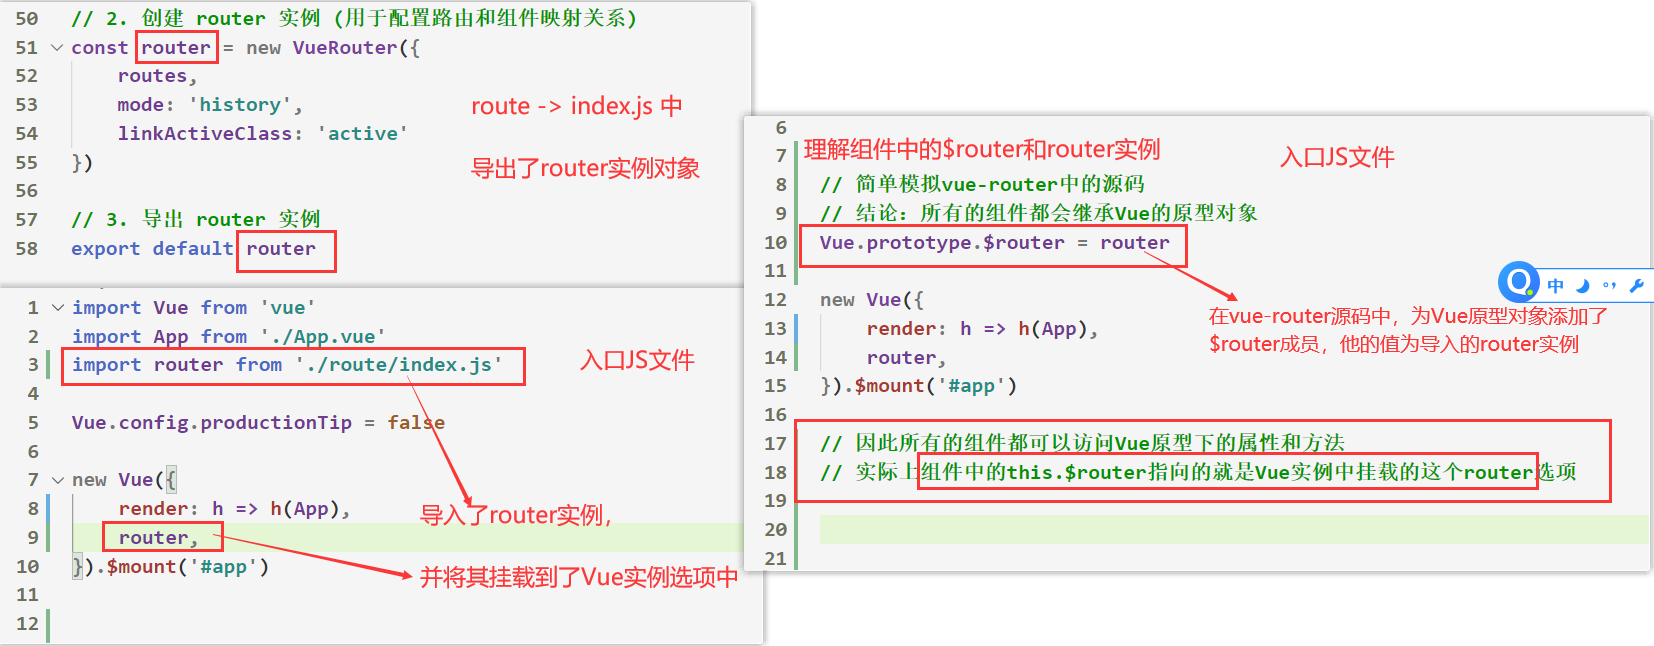 50 // 2. 创建 router 实例 (用于配置路由和组件映射关系)
51 const router = new VueRouter({
52 routes,
53 mode: 'history',
54 linkActiveClass: 'active'
55 })
56
57 // 3. 导出 router 实例
58 export default router
route -> index.js 中
导出了router实例对象
1 import Vue from 'vue'
2 import App from './App.vue'
3 import router from './route/index.js'
4
5 Vue.config.productionTip = false
6
7 new Vue({
8 render: h => h(App),
9 router,
10 }).$mount('#app')
11
12
入口JS文件
导入了router实例,
并将其挂载到了Vue实例选项中
6
7 理解组件中的$router和router实例
入口JS文件
8 // 简单模拟vue-router中的源码
9 // 结论: 所有的组件都会继承Vue的原型对象
10 Vue.prototype.$router = router
11
12 new Vue({
13 render: h => h(App),
14 router,
15 }).$mount('#app')
16
17 // 因此所有的组件都可以访问Vue原型下的属性和方法
18 // 实际上组件中的this.$router指向的就是Vue实例中挂载的这个router选项
19
20
21
中
在vue-router源码中，为Vue原型对象添加了
$router成员，他的值为导入的router实例